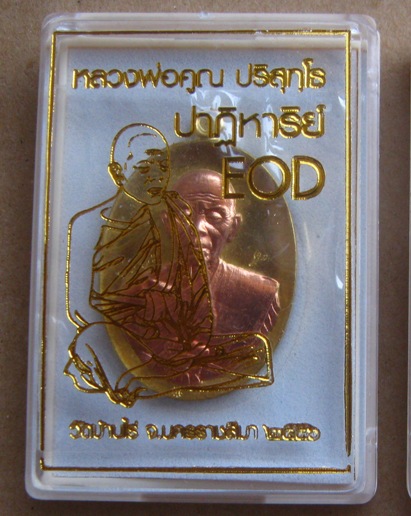 หลวงพ่อคูณ ปริสุทฺโธ
ปาฏิหาริย์
EOD
วัดบ้านไร่ จ.นครราชสีมา ๒๕๕๖